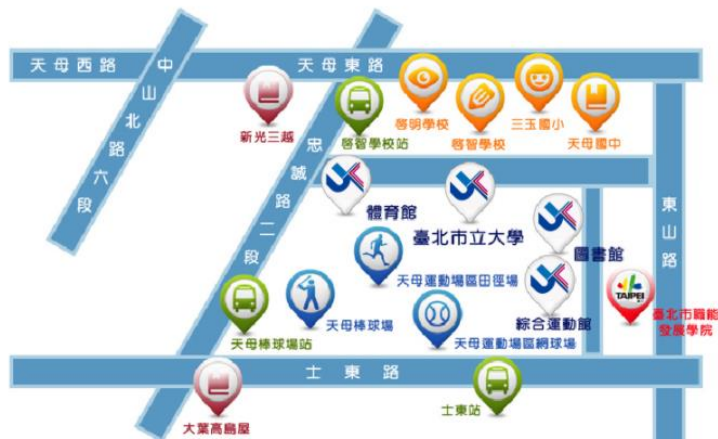 天母西路
天母東路
中山北路六段
新光三越
啓智學校站
啓明學校
啓智學校
三玉國小
天母國中
忠誠路二段
東山路
體育館
臺北市立大學
圖書館
天母運動場區田徑場
TAIPEI
臺北市職能
發展學院
天母棒球場站
天母棒球場
天母運動場區網球場
綜合運動館
士東路
大葉高島屋
士東站